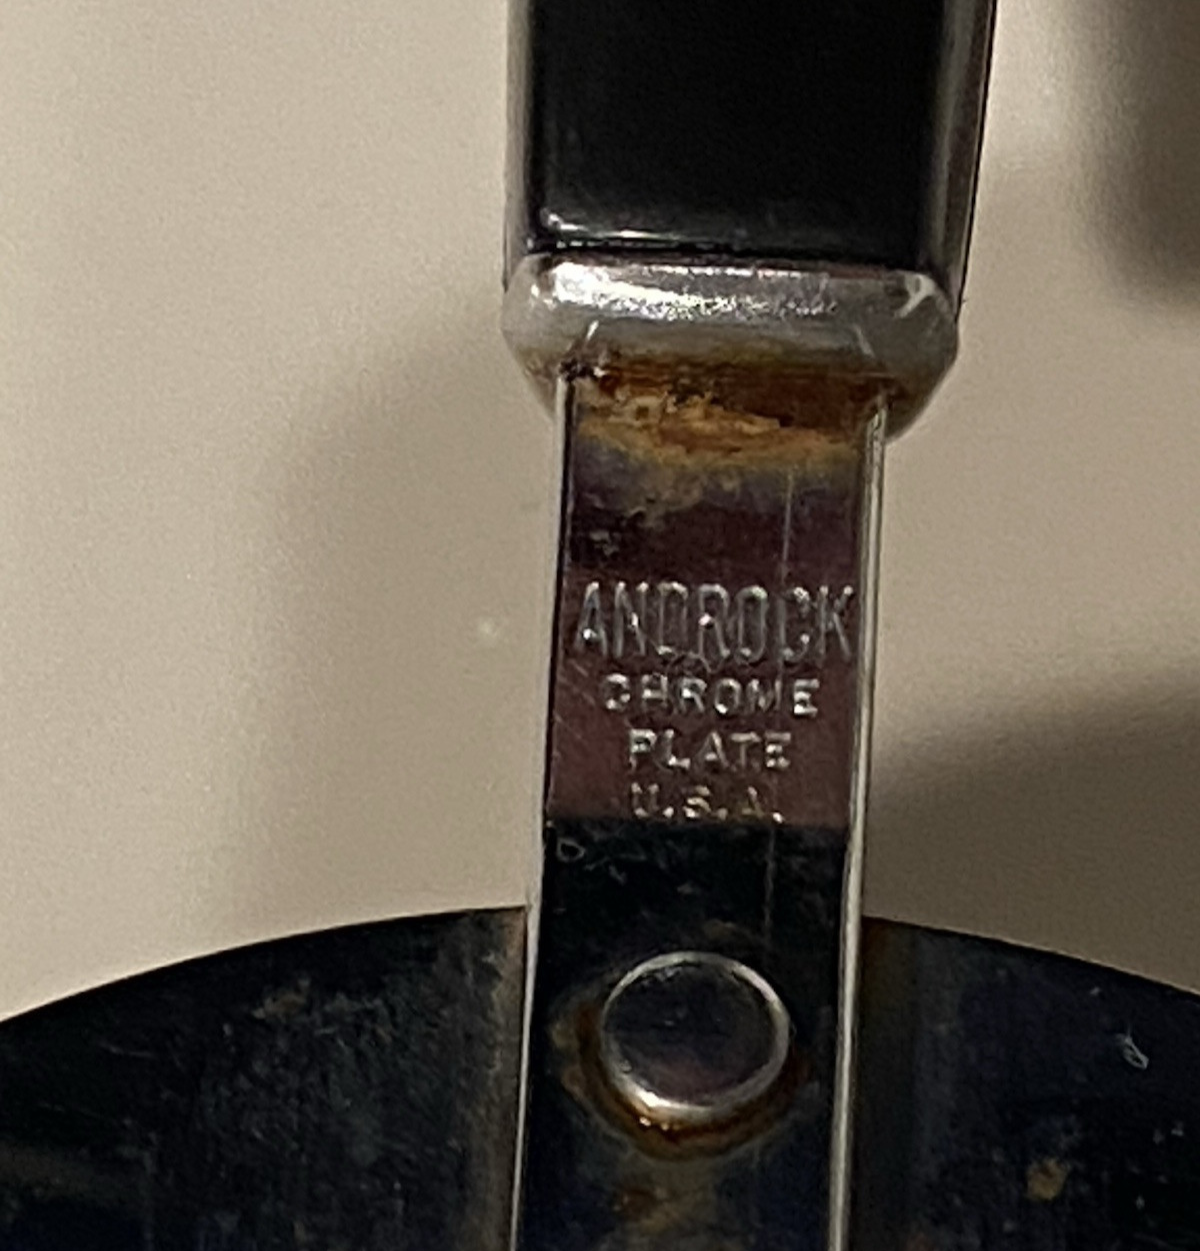 ANDROCK
CHROME
PLATE
U.S.A.